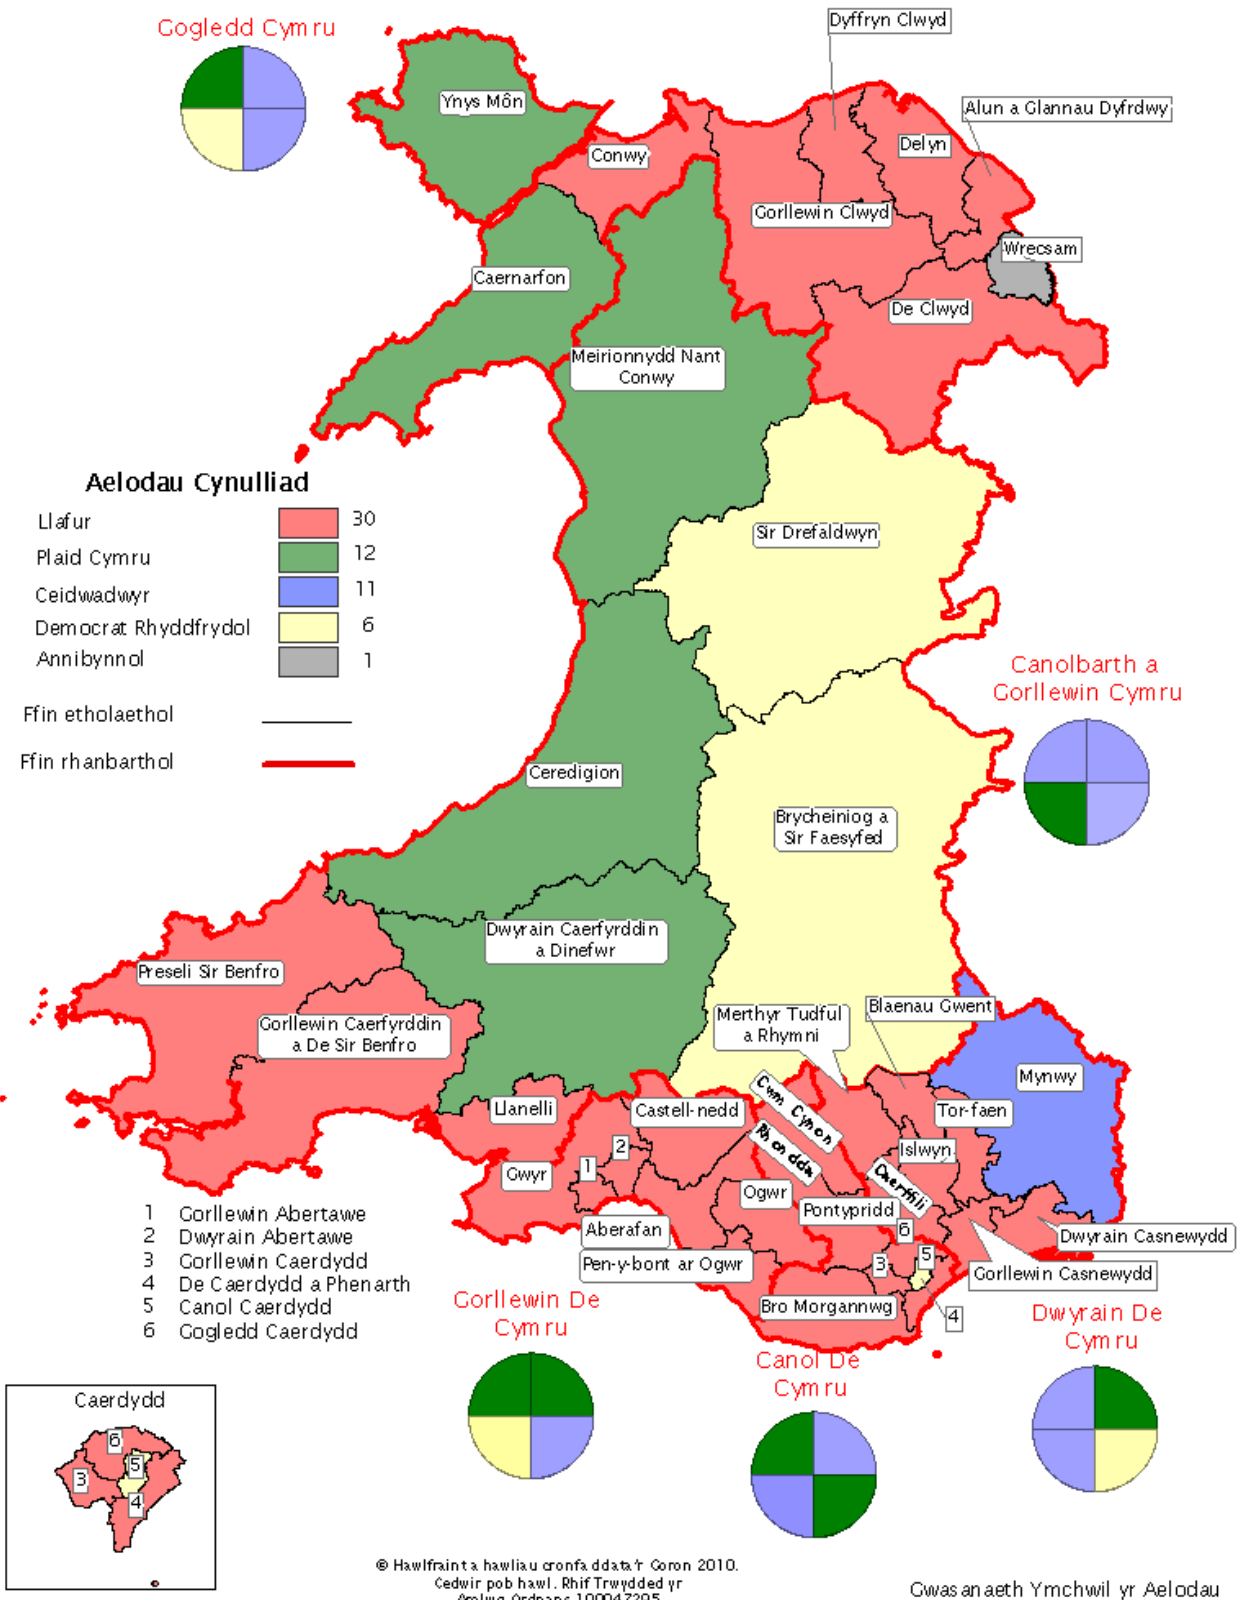 Gogledd Cymru
Dyffryn Clwyd
Ynys Môn
Alun a Glannau Dyfrdwy
Conwy
Delyn
Gorllewin Clwyd
Wrecsam
Caernarfon
De Clwyd
Meirionnydd Nant
Conwy
Aelodau Cynulliad
Llafur 30
Plaid Cymru 12
Ceidwadwyr 11
Democrat Rhyddfrydol 6
Annibynnol 1
Ffin etholaethol
Ffin rhanbarthol
Sir Drefaldwyn
Canolbarth a
Gorllewin Cymru
Ceredigion
Brycheiniog a
Sir Faesyfed
Dwyrain Caerfyrddin
a Dinefwr
Preseli Sir Benfro
Gorllewin Caerfyrddin
a De Sir Benfro
Merthyr Tudful
a Rhymni
Blaenau Gwent
Mynwy
Llanelli
Castell-nedd
Cwm Cynon
Tor-faen
Rhondda
Islwyn
2
1
Gwyr
Ogwr
Caerffili
Pontypridd
6
Aberafan
Dwyrain Casnewydd
Pen-y-bont ar Ogwr
3
5
Gorllewin Casnewydd
Bro Morgannwg
4
1 Gorllewin Abertawe
2 Dwyrain Abertawe
3 Gorllewin Caerdydd
4 De Caerdydd a Phenarth
5 Canol Caerdydd
6 Gogledd Caerdydd
Gorllewin De
Cymru
Canol De
Cymru
Dwyrain De
Cymru
Caerdydd
6
5
3
4
© Hawlfraint a hawliau cronfa ddata'r Goron 2010.
Cedwir pob hawl. Rhif Trwydded yr
Arolwg Ordnans 100047295
Gwasanaeth Ymchwil yr Aelodau